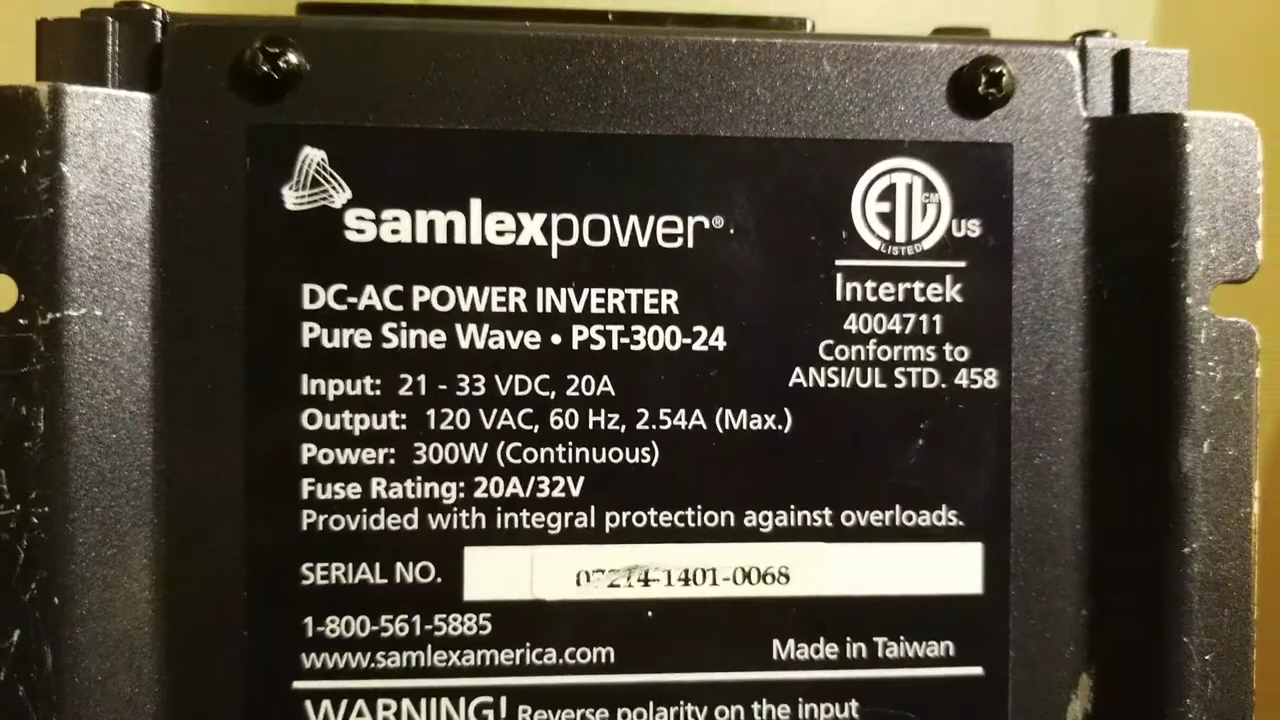 samlexpower®
DC-AC POWER INVERTER
Pure Sine Wave • PST-300-24
Input: 21 - 33 VDC, 20A
Output: 120 VAC, 60 Hz, 2.54A (Max.)
Power: 300W (Continuous)
Fuse Rating: 20A/32V
Provided with integral protection against overloads.
ETL CM
LISTED
US
Intertek
4004711
Conforms to
ANSI/UL STD. 458
SERIAL NO. 07214-1401-0068
1-800-561-5885
www.samlexamerica.com
Made in Taiwan
WARNING! Reverse polarity on the input